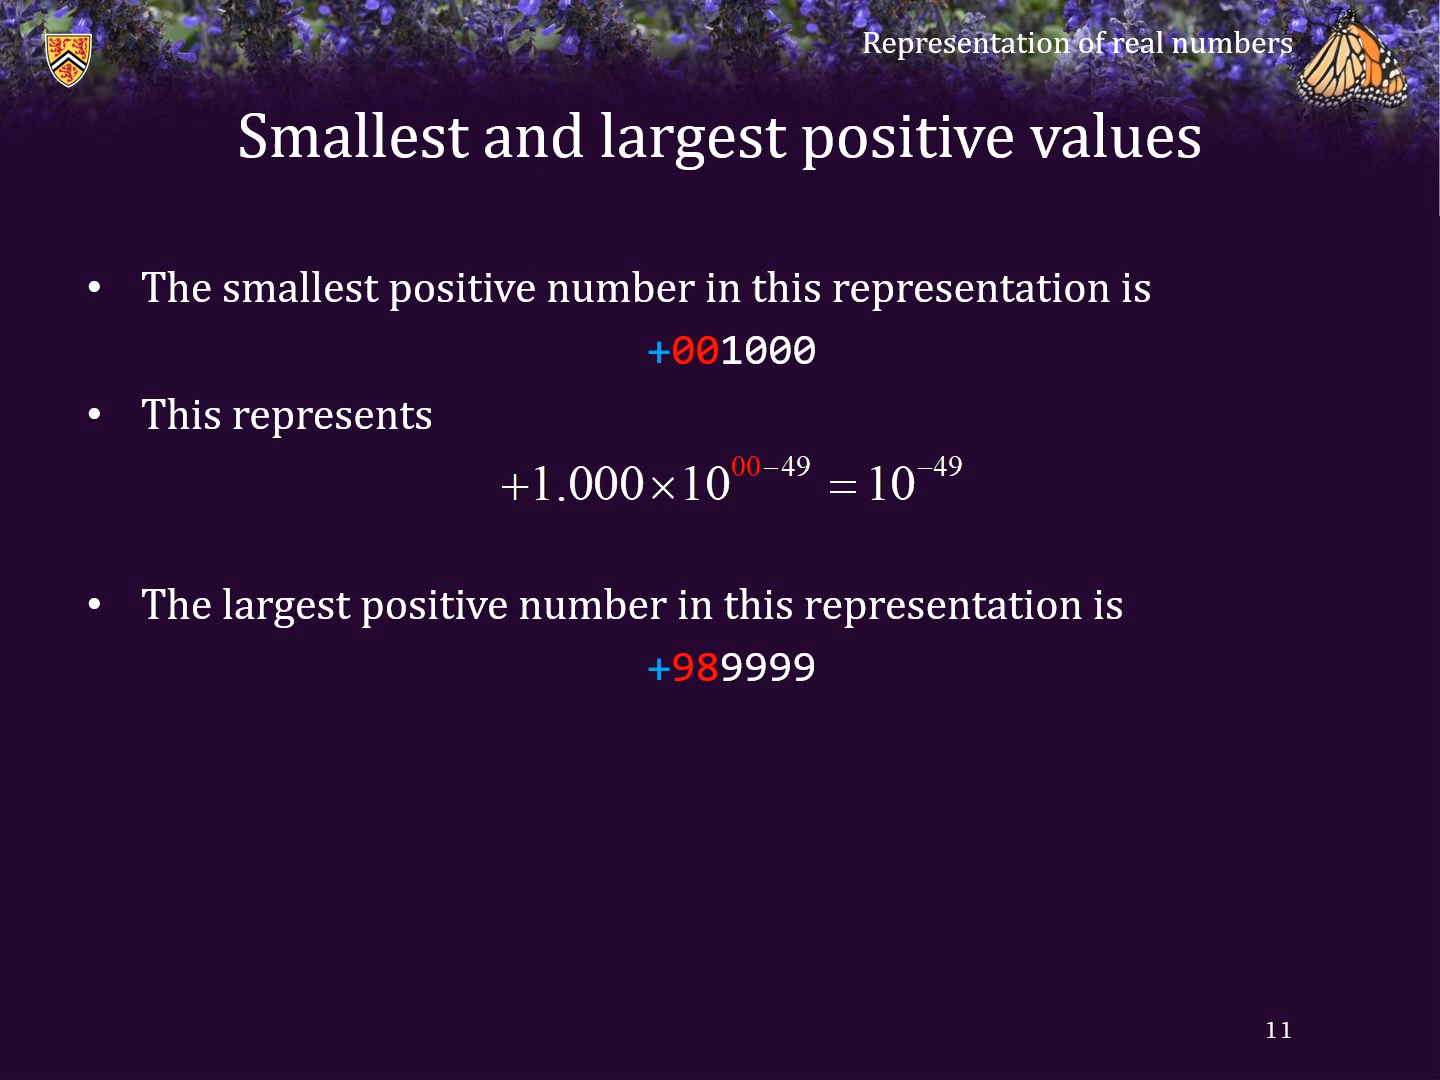 Representation of real numbers
Smallest and largest positive values
• The smallest positive number in this representation is
+001000
• This represents
+1.000×10^{00−49} = 10^{−49}
• The largest positive number in this representation is
+989999
11